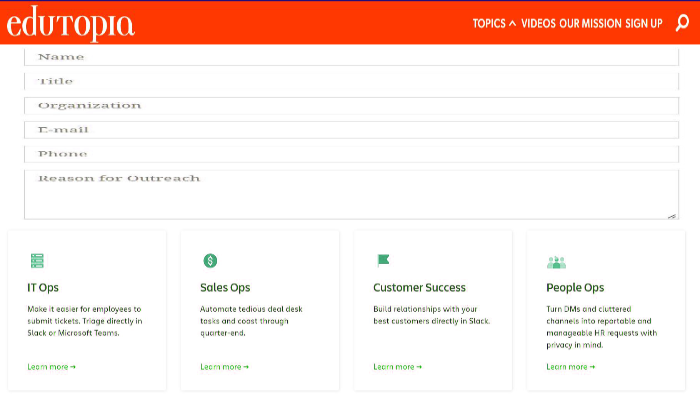 edutopia
TOPICS VIDEOS OUR MISSION SIGN UP
Name
Title
Organization
E-mail
Phone
Reason for Outreach
IT Ops
Make it easier for employees to
submit tickets. Triage directly in
Slack or Microsoft Teams.
Learn more →
Sales Ops
Automate tedious deal desk
tasks and coast through
quarter-end.
Learn more →
Customer Success
Build relationships with your
best customers directly in Slack.
Learn more →
People Ops
Turn DMs and cluttered
channels into reportable and
manageable HR requests with
privacy in mind.
Learn more →